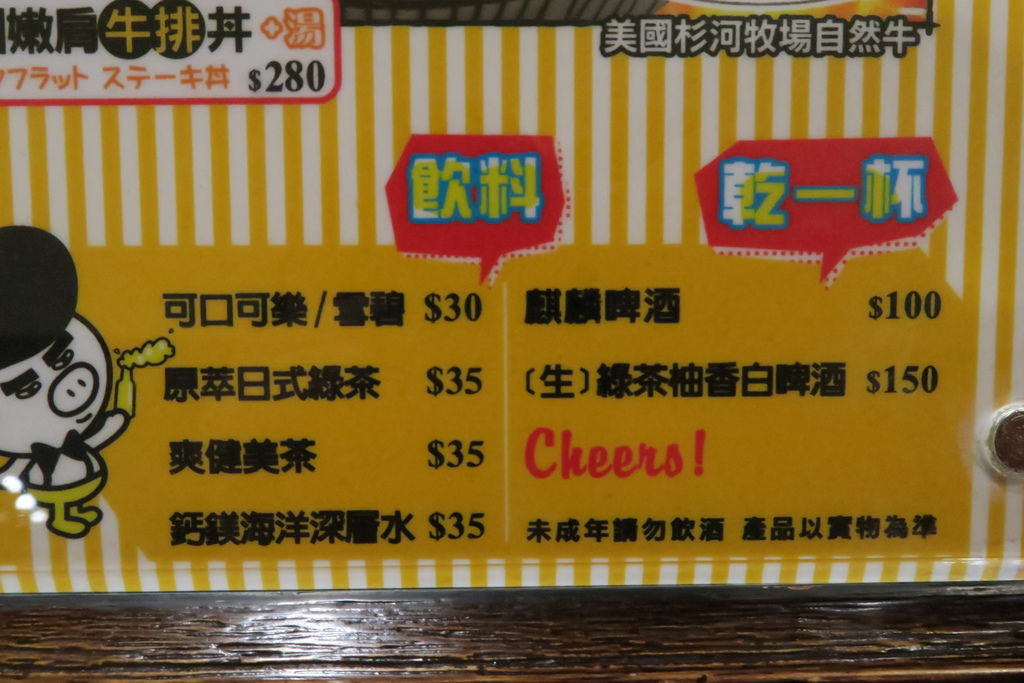 嫩肩牛排丼+湯
フラット ステーキ丼 $280
美國杉河牧場自然牛
飲料
可口可樂/雪碧 $30
原萃日式綠茶 $35
爽健美茶 $35
鈣鎂海洋深層水 $35
乾一杯
麒麟啤酒 $100
(生)綠茶柚香白啤酒 $150
Cheers!
未成年請勿飲酒 產品以實物為準